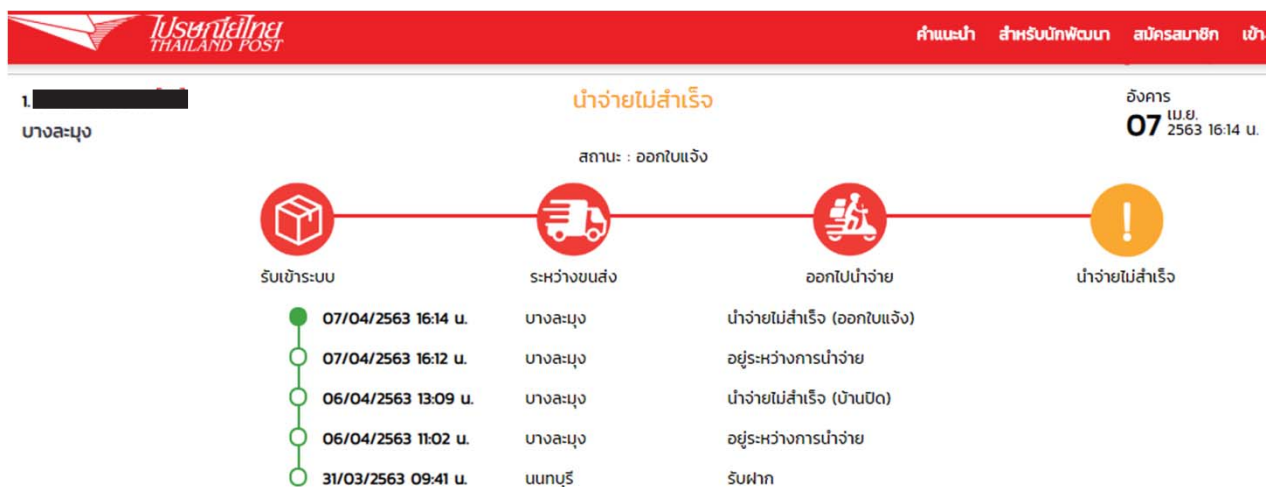 ไปรษณีย์ไทย
THAILAND POST
คำแนะนำ สำหรับนักพัฒนา สมัครสมาชิก
1.
บางละมุง
นำจ่ายไม่สำเร็จ
สถานะ : ออกใบแจ้ง
อังคาร
07 เม.ย. 2563 16:14 น.
รับเข้าระบบ ระหว่างขนส่ง ออกไปนำจ่าย นำจ่ายไม่สำเร็จ
07/04/2563 16:14 น. บางละมุง นำจ่ายไม่สำเร็จ (ออกใบแจ้ง)
07/04/2563 16:12 น. บางละมุง อยู่ระหว่างการนำจ่าย
06/04/2563 13:09 น. บางละมุง นำจ่ายไม่สำเร็จ (บ้านปิด)
06/04/2563 11:02 น. บางละมุง อยู่ระหว่างการนำจ่าย
31/03/2563 09:41 น. นนทบุรี รับฝาก